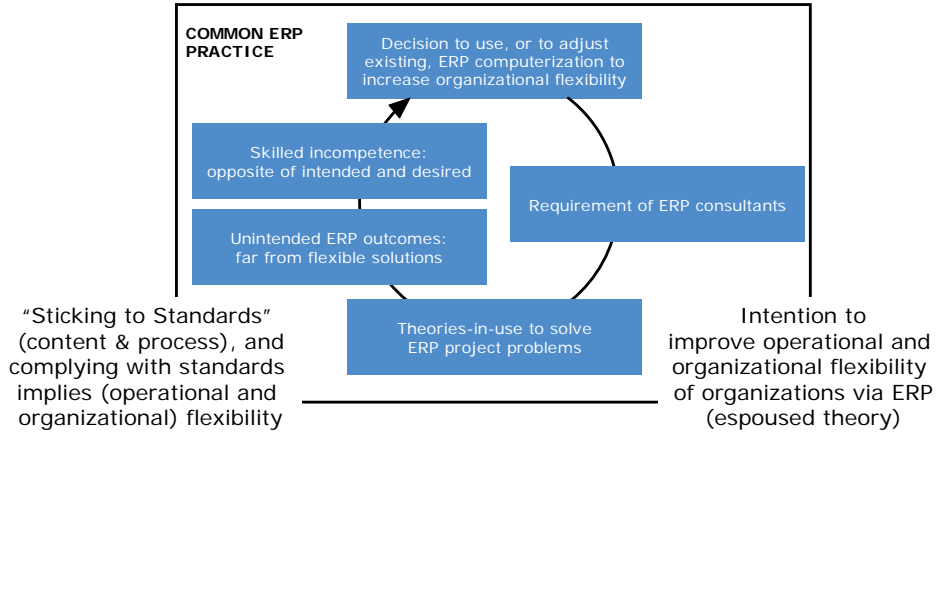 COMMON ERP
PRACTICE
Decision to use, or to adjust
existing, ERP computerization to
increase organizational flexibility
Skilled incompetence:
opposite of intended and desired
Requirement of ERP consultants
Unintended ERP outcomes:
far from flexible solutions
Theories-in-use to solve
ERP project problems
“Sticking to Standards”
(content & process), and
complying with standards
implies (operational and
organizational) flexibility
Intention to
improve operational and
organizational flexibility
of organizations via ERP
(espoused theory)